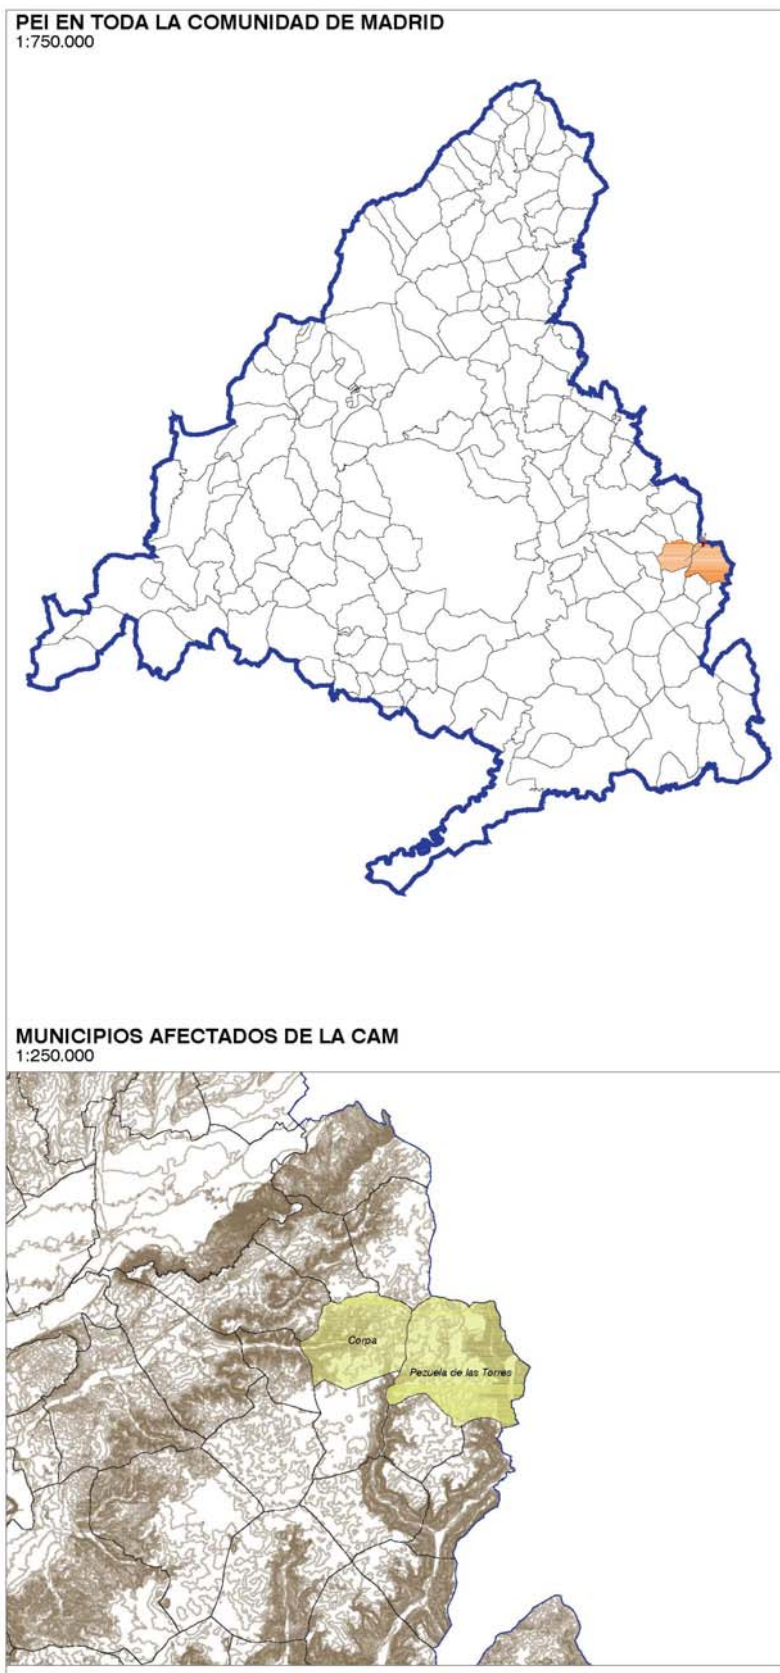 PEI EN TODA LA COMUNIDAD DE MADRID
1:750.000
MUNICIPIOS AFECTADOS DE LA CAM
1:250.000
Corpa
Pezuela de las Torres